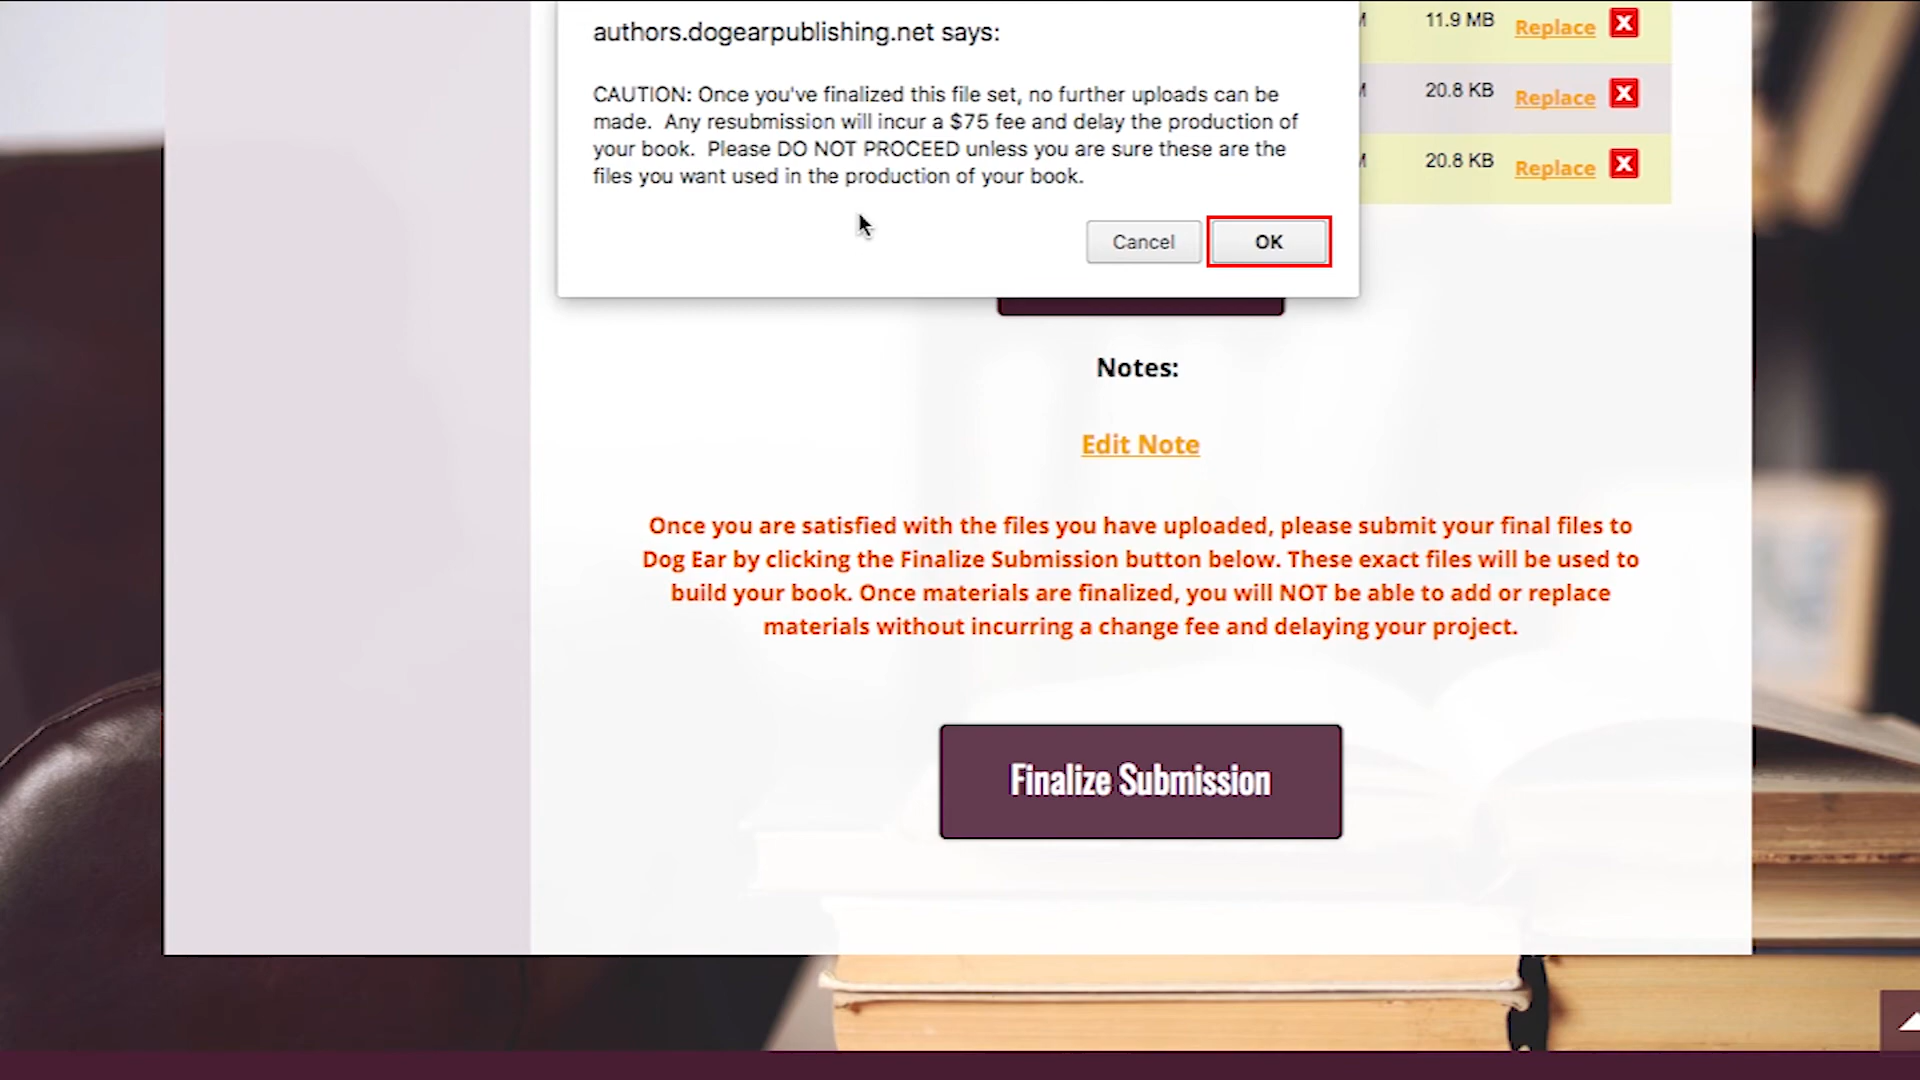 authors.dogearpublishing.net says:
CAUTION: Once you've finalized this file set, no further uploads can be
made.  Any resubmission will incur a $75 fee and delay the production of
your book.  Please DO NOT PROCEED unless you are sure these are the
files you want used in the production of your book.
Cancel
OK
11.9 MB Replace
20.8 KB Replace
20.8 KB Replace
Notes:
Edit Note
Once you are satisfied with the files you have uploaded, please submit your final files to
Dog Ear by clicking the Finalize Submission button below. These exact files will be used to
build your book. Once materials are finalized, you will NOT be able to add or replace
materials without incurring a change fee and delaying your project.
Finalize Submission